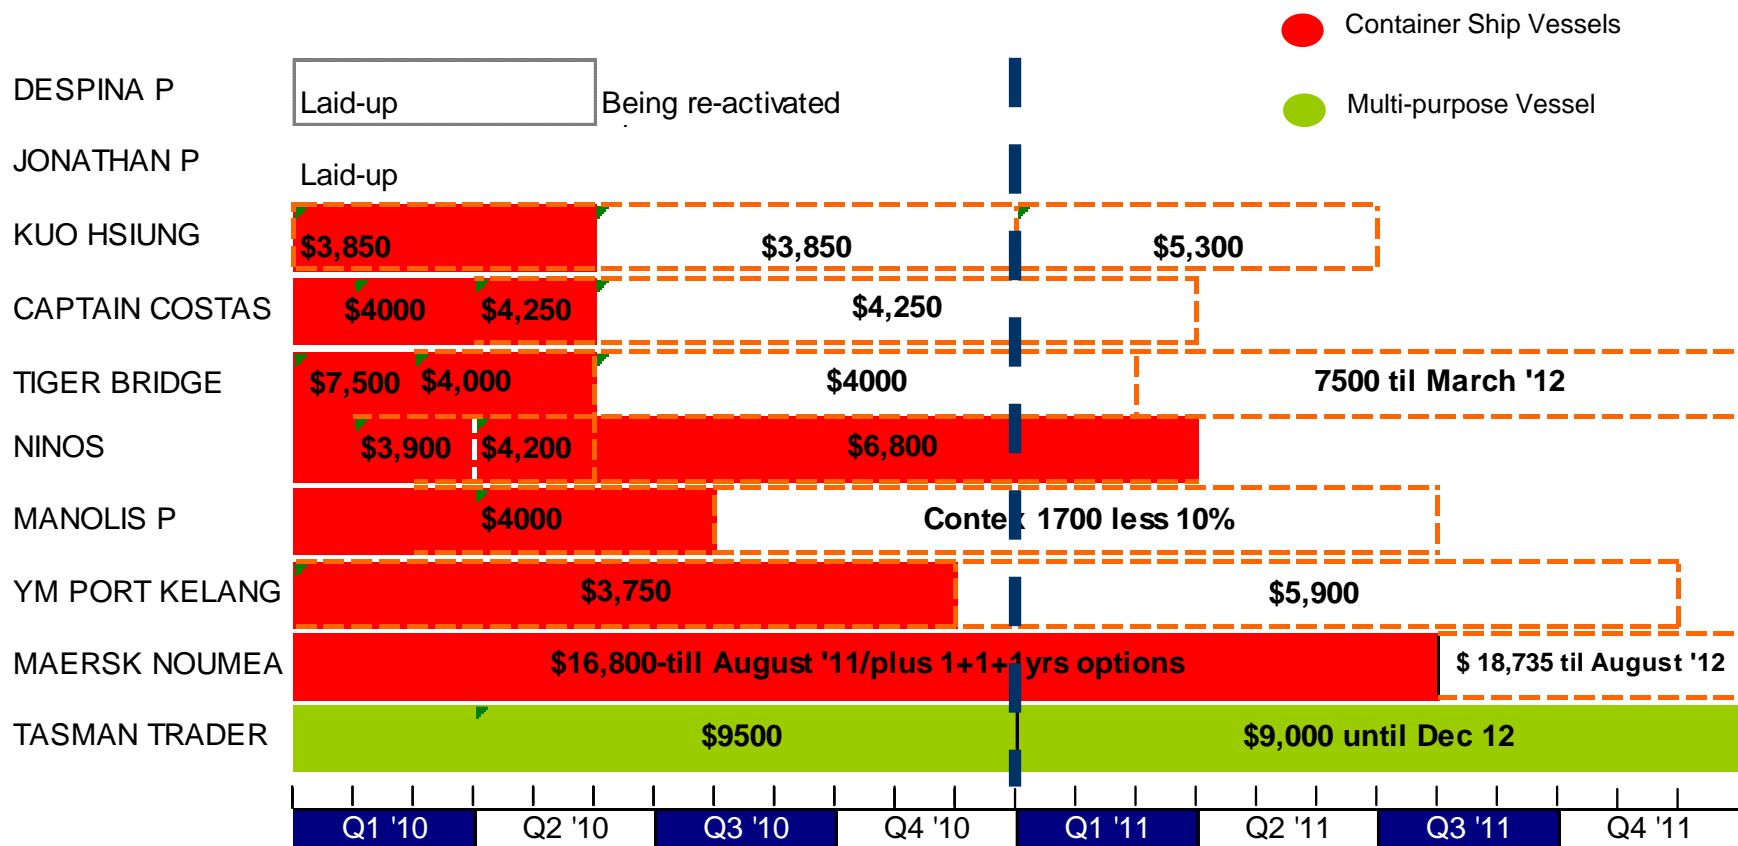 Container Ship Vessels
Multi-purpose Vessel
DESPINA P Laid-up Being re-activated
JONATHAN P Laid-up
KUO HSIUNG $3,850 $3,850 $5,300
CAPTAIN COSTAS $4000 $4,250 $4,250
TIGER BRIDGE $7,500 $4,000 $4000 7500 til March '12
NINOS $3,900 $4,200 $6,800
MANOLIS P $4000 Contex 1700 less 10%
YM PORT KELANG $3,750 $5,900
MAERSK NOUMEA $16,800-till August '11/plus 1+1+1yrs options $ 18,735 til August '12
TASMAN TRADER $9500 $9,000 until Dec 12
Q1 '10 Q2 '10 Q3 '10 Q4 '10 Q1 '11 Q2 '11 Q3 '11 Q4 '11